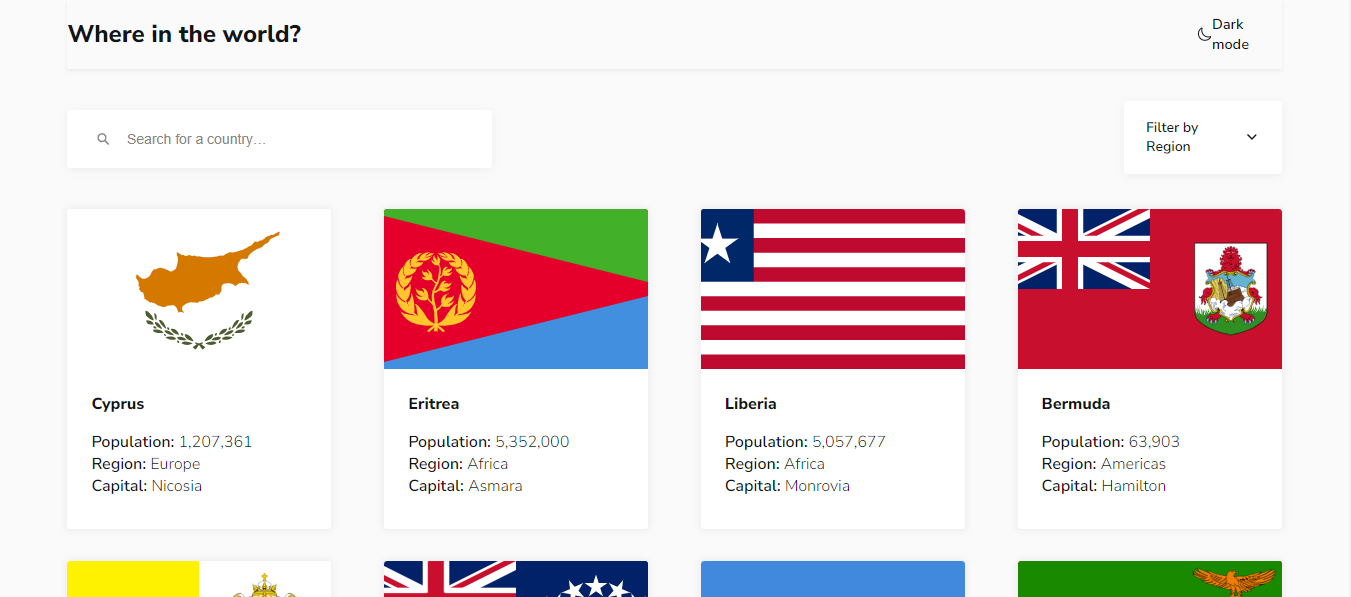 Where in the world?
Dark
mode
Search for a country…
Filter by
Region
Cyprus
Population: 1,207,361
Region: Europe
Capital: Nicosia
Eritrea
Population: 5,352,000
Region: Africa
Capital: Asmara
Liberia
Population: 5,057,677
Region: Africa
Capital: Monrovia
Bermuda
Population: 63,903
Region: Americas
Capital: Hamilton